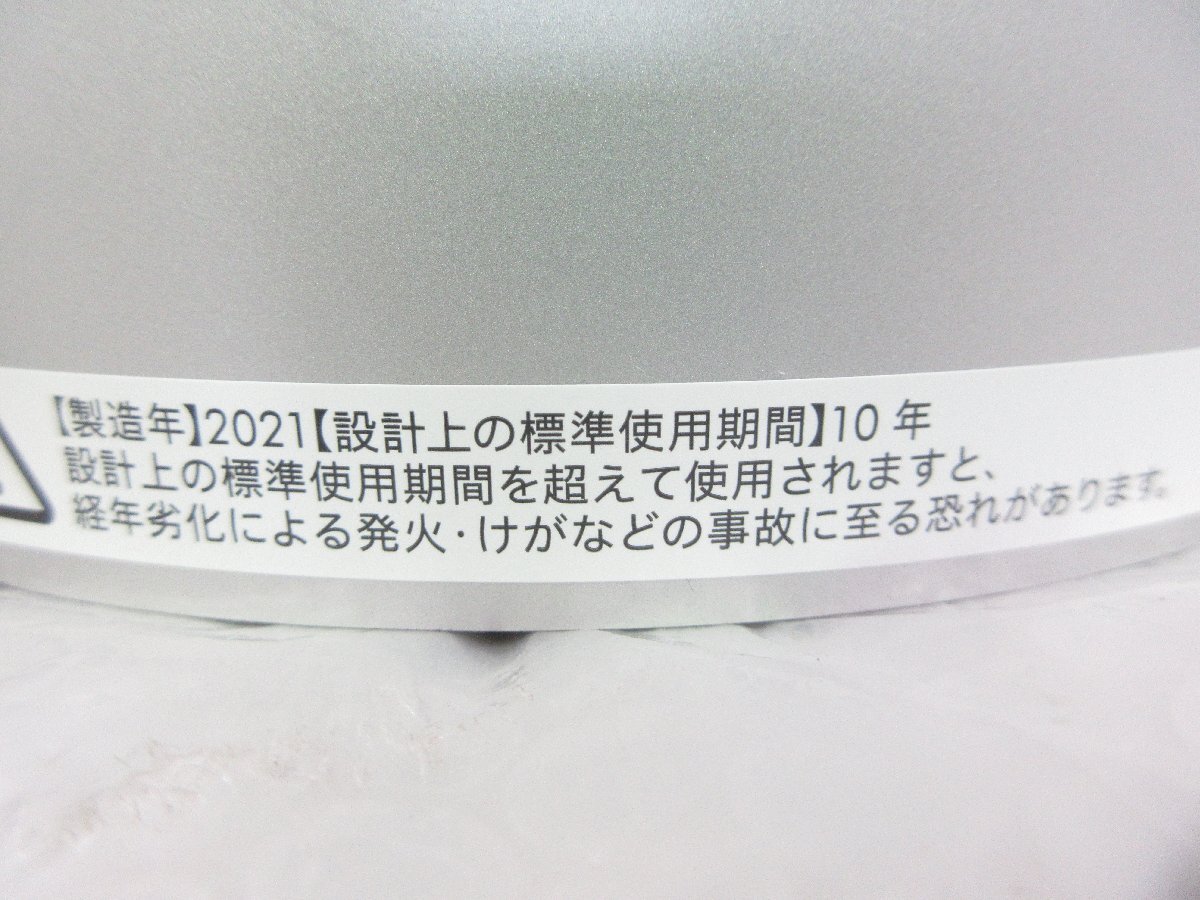 【製造年】2021【設計上の標準使用期間】10 年
設計上の標準使用期間を超えて使用されますと、
経年劣化による発火・けがなどの事故に至る恐れがあります。